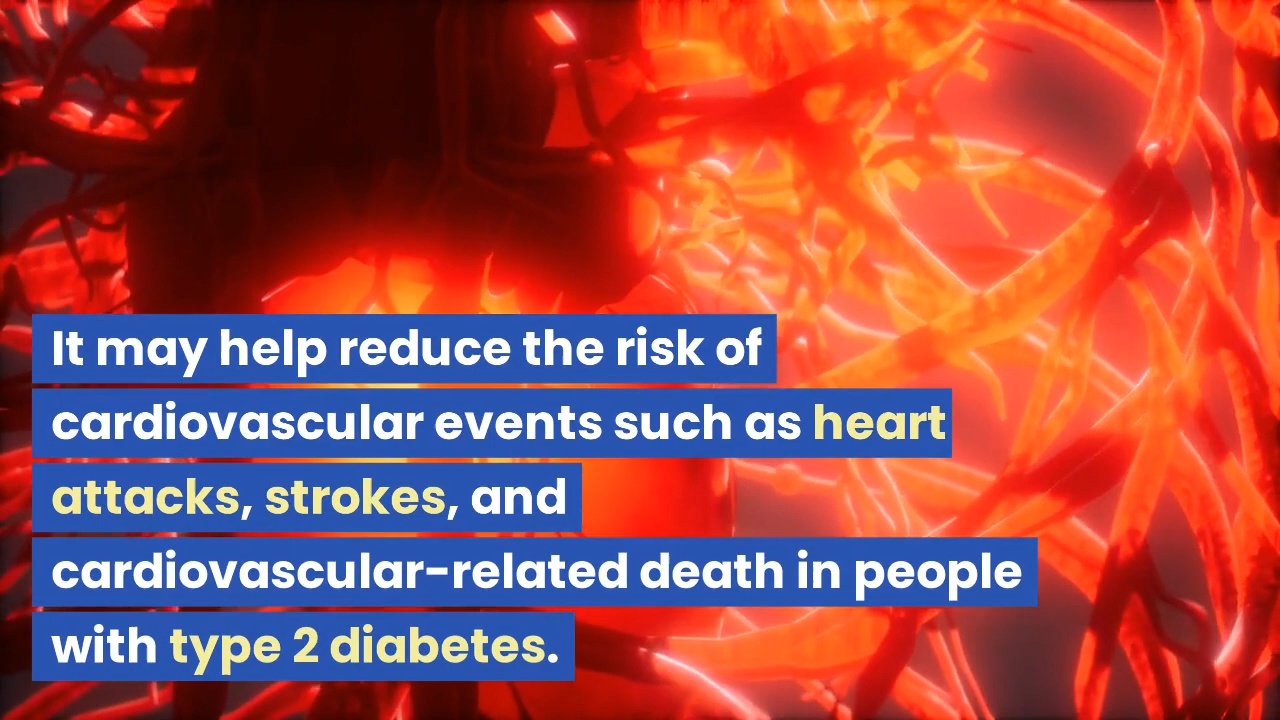 It may help reduce the risk of
cardiovascular events such as heart
attacks, strokes, and
cardiovascular-related death in people
with type 2 diabetes.